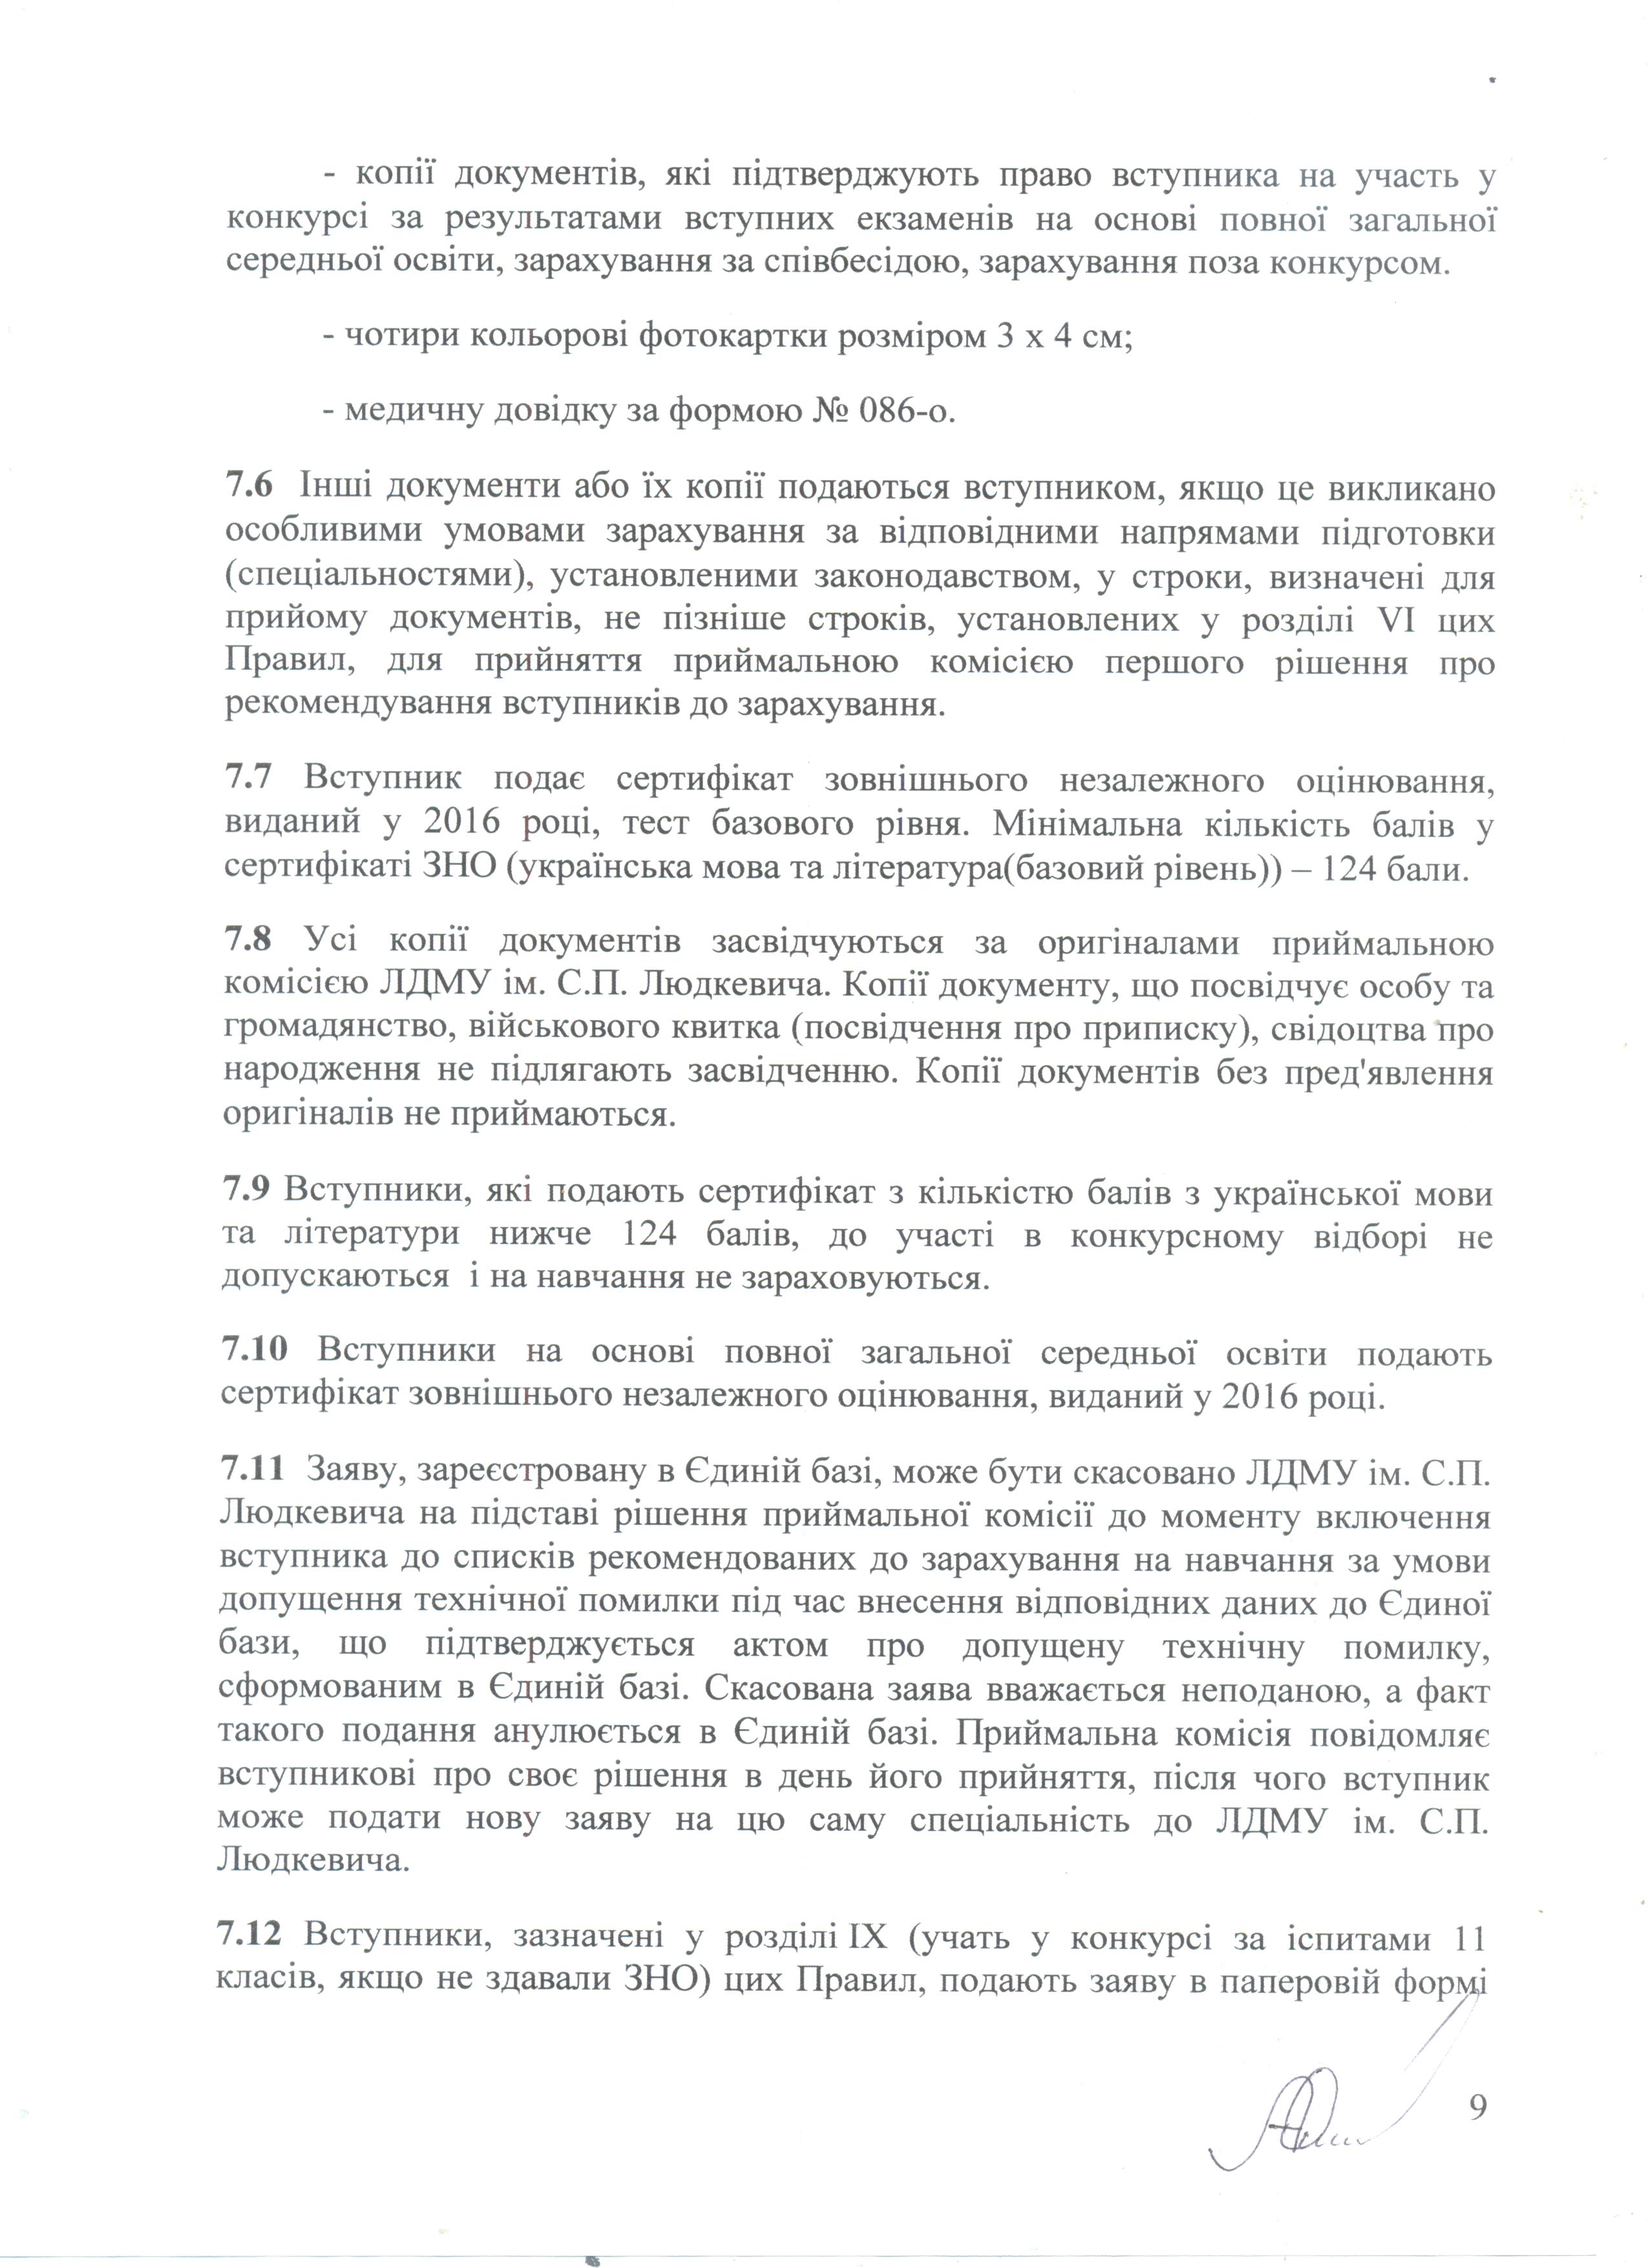 - копії документів, які підтверджують право вступника на участь у
конкурсі за результатами вступних екзаменів на основі повної загальної
середньої освіти, зарахування за співбесідою, зарахування поза конкурсом.
- чотири кольорові фотокартки розміром 3 х 4 см;
- медичну довідку за формою № 086-о.
7.6 Інші документи або їх копії подаються вступником, якщо це викликано
особливими умовами зарахування за відповідними напрямами підготовки
(спеціальностями), установленими законодавством, у строки, визначені для
прийому документів, не пізніше строків, установлених у розділі VI цих
Правил, для прийняття приймальною комісією першого рішення про
рекомендування вступників до зарахування.
7.7 Вступник подає сертифікат зовнішнього незалежного оцінювання,
виданий у 2016 році, тест базового рівня. Мінімальна кількість балів у
сертифікаті ЗНО (українська мова та література(базовий рівень)) – 124 бали.
7.8 Усі копії документів засвідчуються за оригіналами приймальною
комісією ЛДМУ ім. С.П. Людкевича. Копії документу, що посвідчує особу та
громадянство, військового квитка (посвідчення про приписку), свідоцтва про
народження не підлягають засвідченню. Копії документів без пред'явлення
оригіналів не приймаються.
7.9 Вступники, які подають сертифікат з кількістю балів з української мови
та літератури нижче 124 балів, до участі в конкурсному відборі не
допускаються і на навчання не зараховуються.
7.10 Вступники на основі повної загальної середньої освіти подають
сертифікат зовнішнього незалежного оцінювання, виданий у 2016 році.
7.11 Заяву, зареєстровану в Єдиній базі, може бути скасовано ЛДМУ ім. С.П.
Людкевича на підставі рішення приймальної комісії до моменту включення
вступника до списків рекомендованих до зарахування на навчання за умови
допущення технічної помилки під час внесення відповідних даних до Єдиної
бази, що підтверджується актом про допущену технічну помилку,
сформованим в Єдиній базі. Скасована заява вважається неподаною, а факт
такого подання анулюється в Єдиній базі. Приймальна комісія повідомляє
вступникові про своє рішення в день його прийняття, після чого вступник
може подати нову заяву на цю саму спеціальність до ЛДМУ ім. С.П.
Людкевича.
7.12 Вступники, зазначені у розділі IX (учать у конкурсі за іспитами 11
класів, якщо не здавали ЗНО) цих Правил, подають заяву в паперовій формі
9